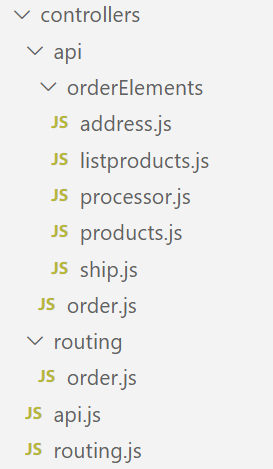 controllers
api
orderElements
JS address.js
JS listproducts.js
JS processor.js
JS products.js
JS ship.js
JS order.js
routing
JS order.js
JS api.js
JS routing.js